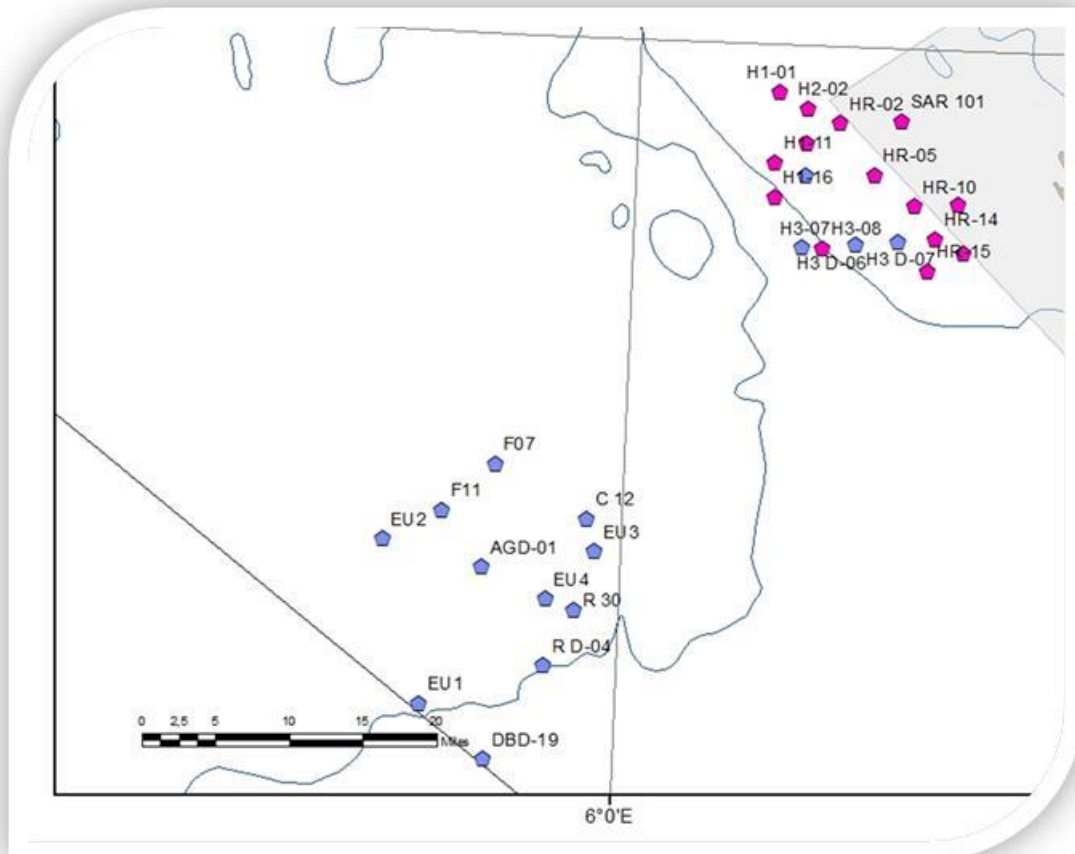 H1-01
H2-02
HR-02
SAR 101
H1-11
HR-05
H1-16
HR-10
HR-14
H3-07
H3-08
HR-15
H3 D-06
H3 D-07
F07
F11
C 12
EU2
EU3
AGD-01
EU4
R 30
R D-04
EU1
0 2,5 5 10 15 20
Miles
DBD-19
6°0'E